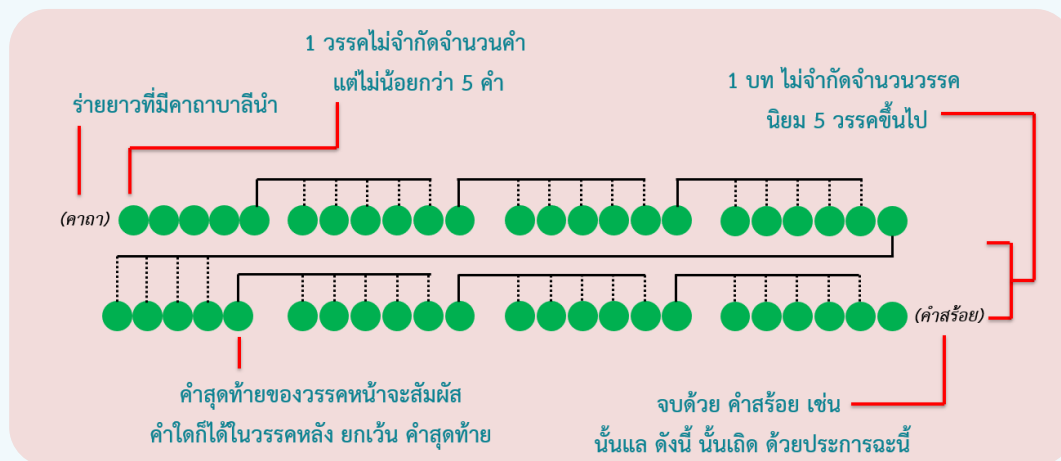 1 วรรคไม่จำกัดจำนวนคำ
แต่ไม่น้อยกว่า 5 คำ
1 บท ไม่จำกัดจำนวนวรรค
นิยม 5 วรรคขึ้นไป
ร่ายยาวที่มีคาถาบาลีนำ
(คาถา)
(คำสร้อย)
คำสุดท้ายของวรรคหน้าจะสัมผัส
คำใดก็ได้ในวรรคหลัง ยกเว้น คำสุดท้าย
จบด้วย คำสร้อย เช่น
นั้นแล ดังนี้ นั้นเถิด ด้วยประการฉะนี้